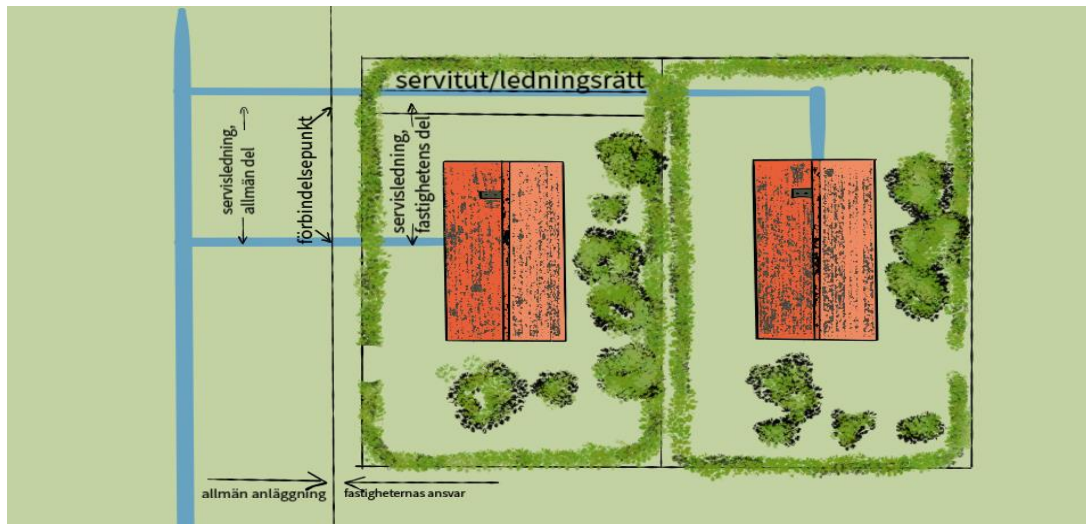 servitut/ledningsrätt
servisledning,
allmän del
förbindelsepunkt
servisledning,
fastighetens del
allmän anläggning
fastigheternas ansvar